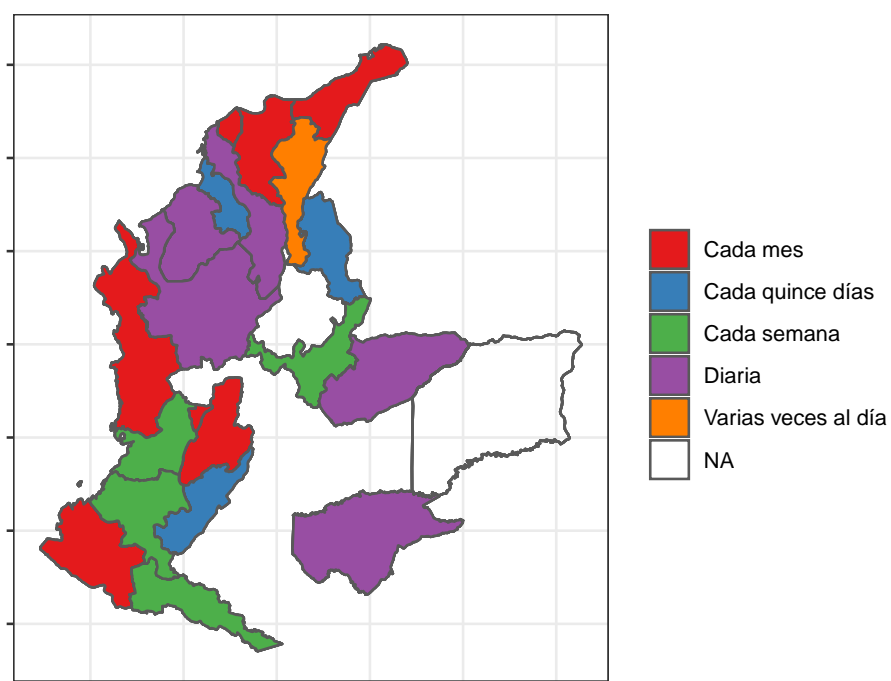 Cada mes
Cada quince días
Cada semana
Diaria
Varias veces al día
NA